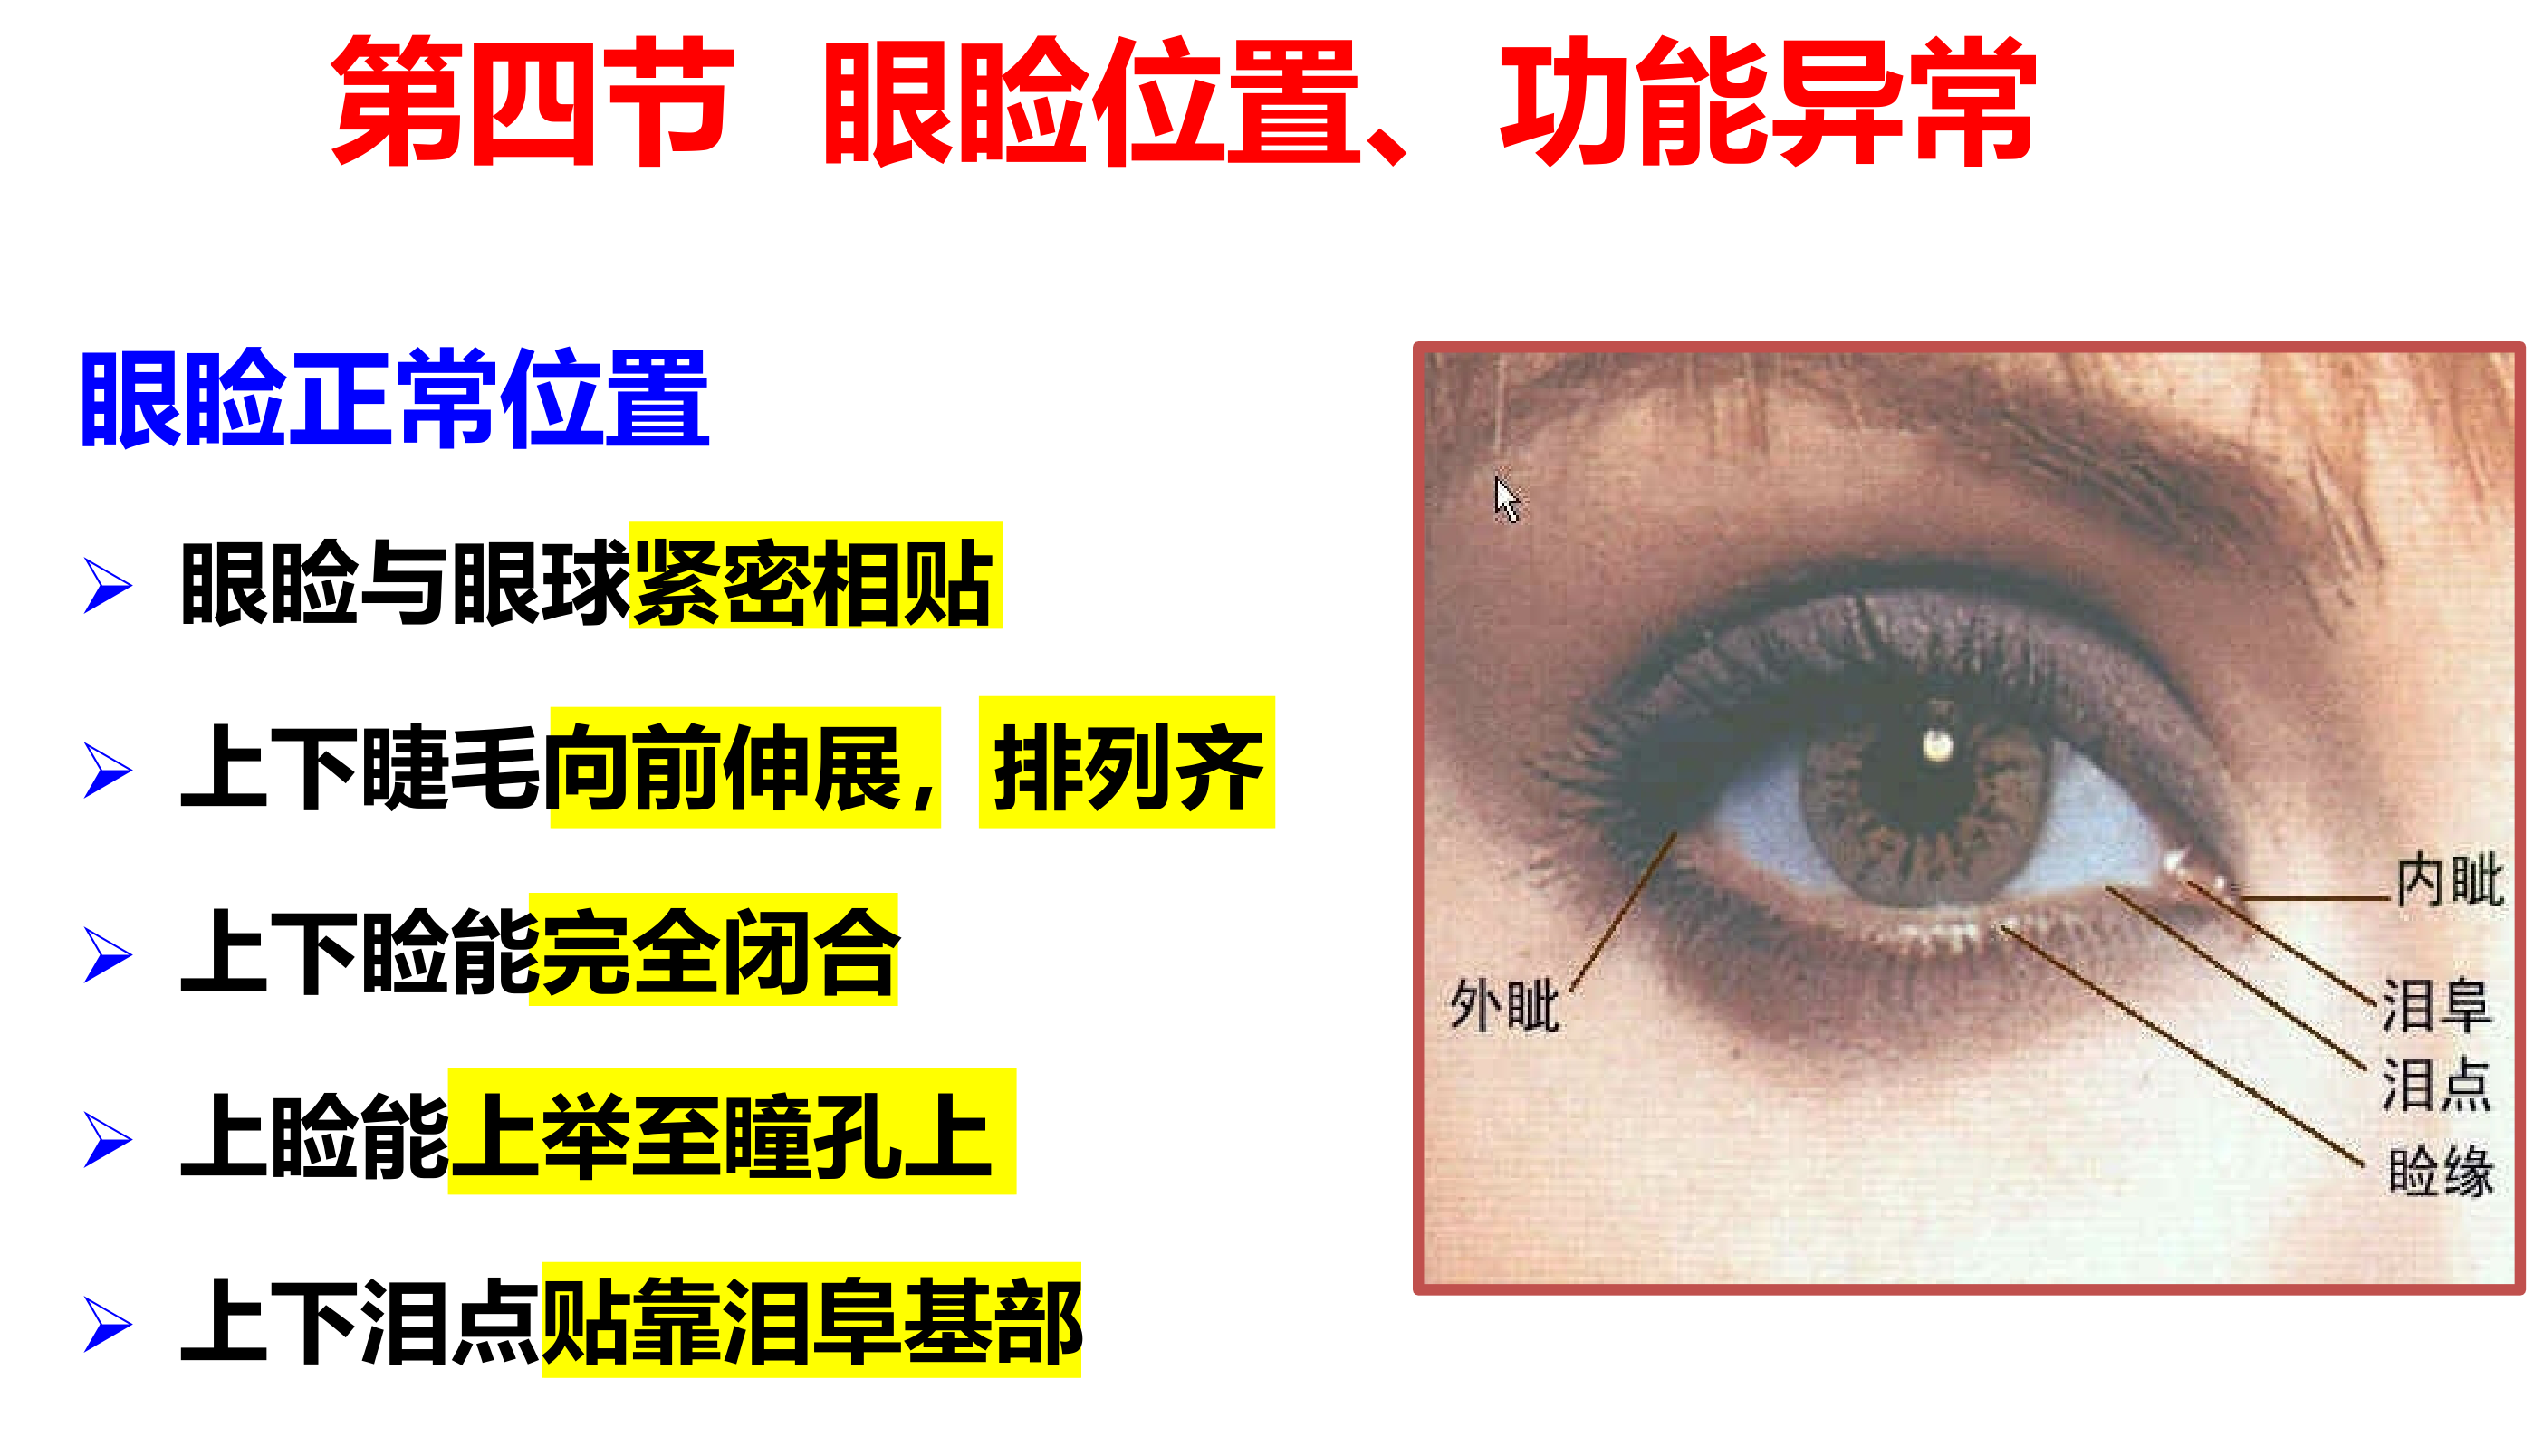 第四节 眼睑位置、功能异常
眼睑正常位置
眼睑与眼球紧密相贴
上下睫毛向前伸展，排列齐
上下睑能完全闭合
上睑能上举至瞳孔上
上下泪点贴靠泪阜基部
内眦
外眦
泪阜
泪点
睑缘